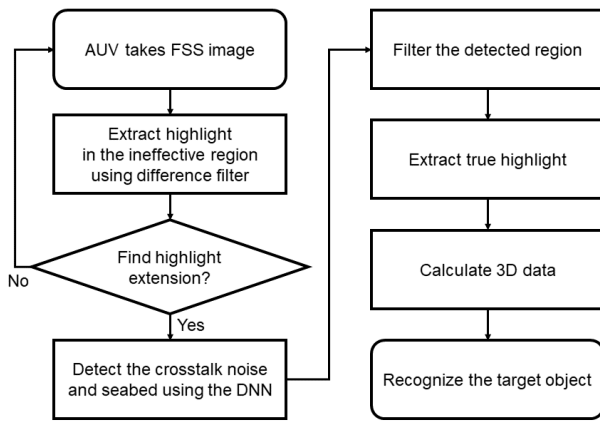 AUV takes FSS image
Extract highlight
in the ineffective region
using difference filter
Find highlight
extension?
No
Yes
Detect the crosstalk noise
and seabed using the DNN
Filter the detected region
Extract true highlight
Calculate 3D data
Recognize the target object